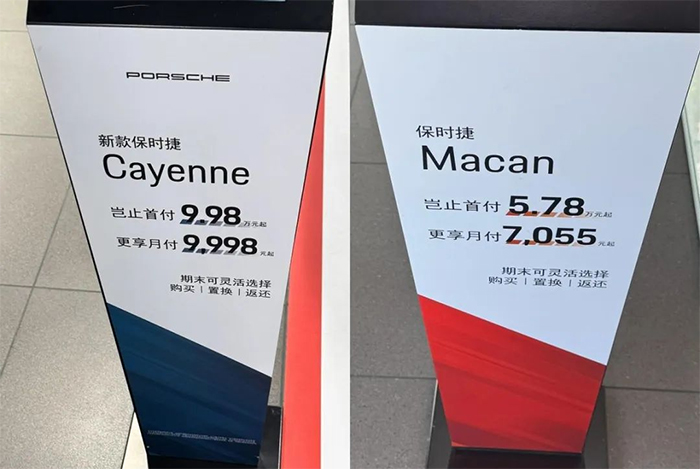 PORSCHE
新款保时捷
Cayenne
岂止首付 9.98 万元起
更享月付 9,998 元起
期末可灵活选择
购买 | 置换 | 返还
保时捷
Macan
岂止首付 5.78 万元起
更享月付 7,055 元起
期末可灵活选择
购买 | 置换 | 返还